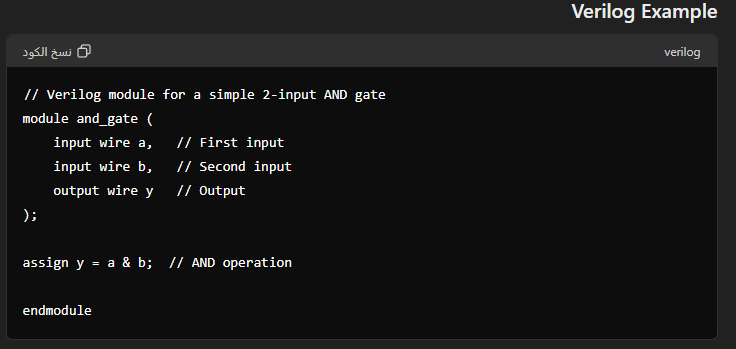 Verilog Example
نسخ الكود
verilog
// Verilog module for a simple 2-input AND gate
module and_gate (
    input wire a,   // First input
    input wire b,   // Second input
    output wire y   // Output
);

assign y = a & b;  // AND operation

endmodule